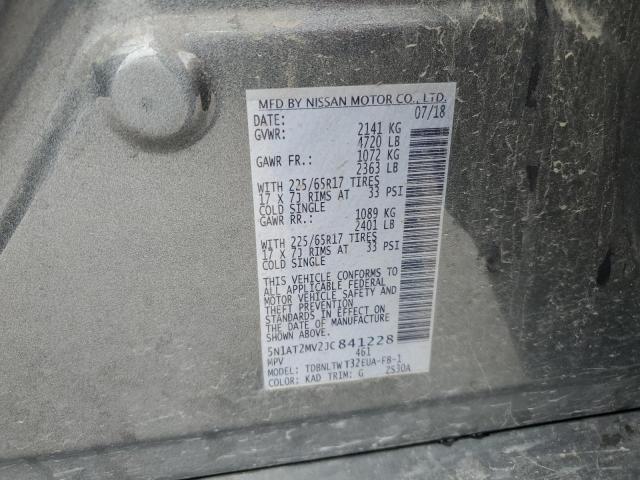 MFD BY NISSAN MOTOR CO., LTD.
DATE: 07/18
GVWR: 2141 KG
4720 LB
GAWR FR.: 1072 KG
2363 LB
WITH 225/65R17 TIRES
17 X 7J RIMS AT 33 PSI
COLD SINGLE
GAWR RR.: 1089 KG
2401 LB
WITH 225/65R17 TIRES
17 X 7J RIMS AT 33 PSI
COLD SINGLE
THIS VEHICLE CONFORMS TO
ALL APPLICABLE FEDERAL
MOTOR VEHICLE SAFETY AND
THEFT PREVENTION
STANDARDS IN EFFECT ON
THE DATE OF MANUFACTURE
SHOWN ABOVE.
5N1AT2MV2JC841228
MPV 461
MODEL: TDBNLTWT32EUA-FB-1
COLOR: KAD TRIM: G 2S30A